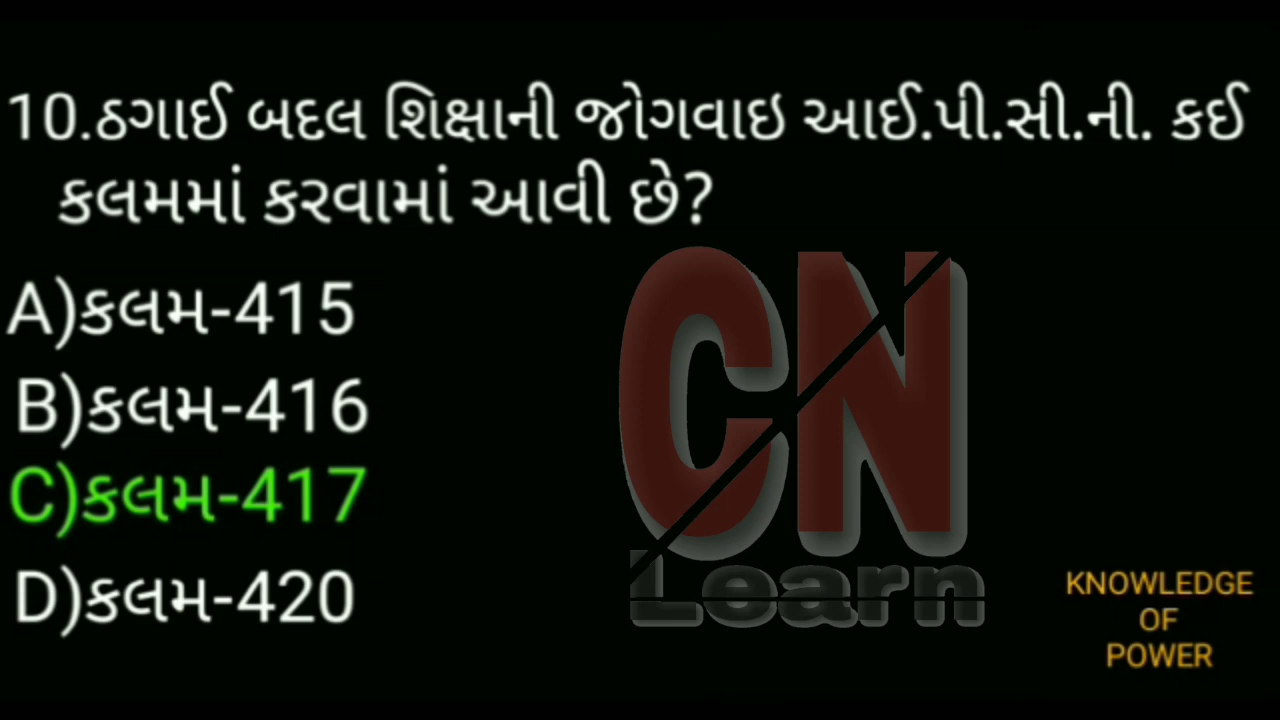 10.ઠગાઈ બદલ શિક્ષાની જોગવાઇ આઈ.પી.સી.ની. કઈ
કલમમાં કરવામાં આવી છે?
A)કલમ-415
B)કલમ-416
C)કલમ-417
D)કલમ-420
CN
Learn
KNOWLEDGE
OF
POWER